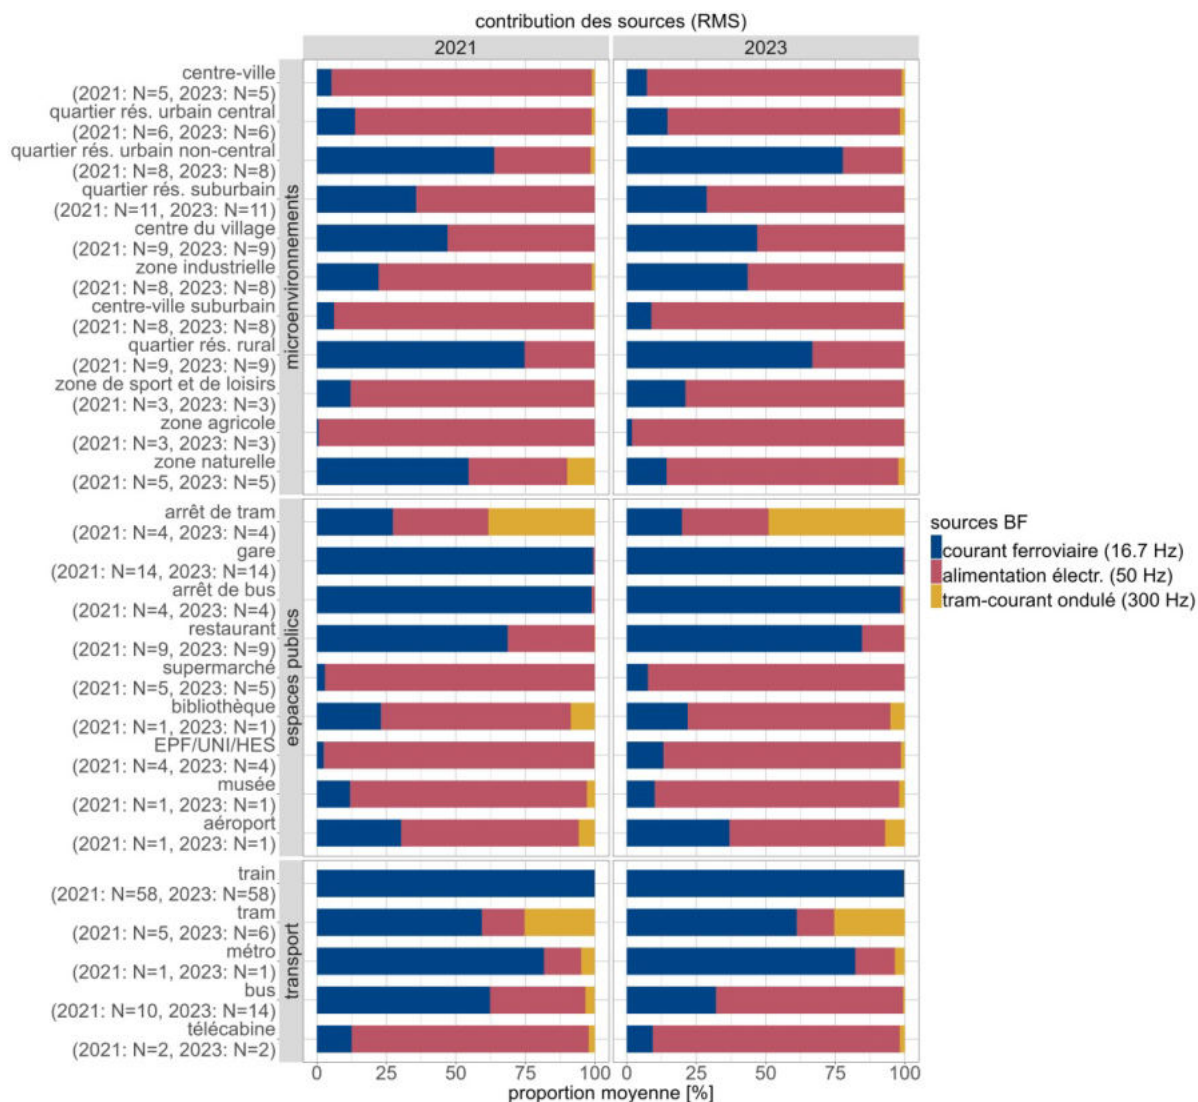 contribution des sources (RMS)
2021
2023
microenvironnements
centre-ville
(2021: N=5, 2023: N=5)
quartier rés. urbain central
(2021: N=6, 2023: N=6)
quartier rés. urbain non-central
(2021: N=8, 2023: N=8)
quartier rés. suburbain
(2021: N=11, 2023: N=11)
centre du village
(2021: N=9, 2023: N=9)
zone industrielle
(2021: N=8, 2023: N=8)
centre-ville suburbain
(2021: N=8, 2023: N=8)
quartier rés. rural
(2021: N=9, 2023: N=9)
zone de sport et de loisirs
(2021: N=3, 2023: N=3)
zone agricole
(2021: N=3, 2023: N=3)
zone naturelle
(2021: N=5, 2023: N=5)
espaces publics
arrêt de tram
(2021: N=4, 2023: N=4)
gare
(2021: N=14, 2023: N=14)
arrêt de bus
(2021: N=4, 2023: N=4)
restaurant
(2021: N=9, 2023: N=9)
supermarché
(2021: N=5, 2023: N=5)
bibliothèque
(2021: N=1, 2023: N=1)
EPF/UNI/HES
(2021: N=4, 2023: N=4)
musée
(2021: N=1, 2023: N=1)
aéroport
(2021: N=1, 2023: N=1)
transport
train
(2021: N=58, 2023: N=58)
tram
(2021: N=5, 2023: N=6)
métro
(2021: N=1, 2023: N=1)
bus
(2021: N=10, 2023: N=14)
télécabine
(2021: N=2, 2023: N=2)
0 25 50 75 100
0 25 50 75 100
proportion moyenne [%]
sources BF
courant ferroviaire (16.7 Hz)
alimentation électr. (50 Hz)
tram-courant ondulé (300 Hz)